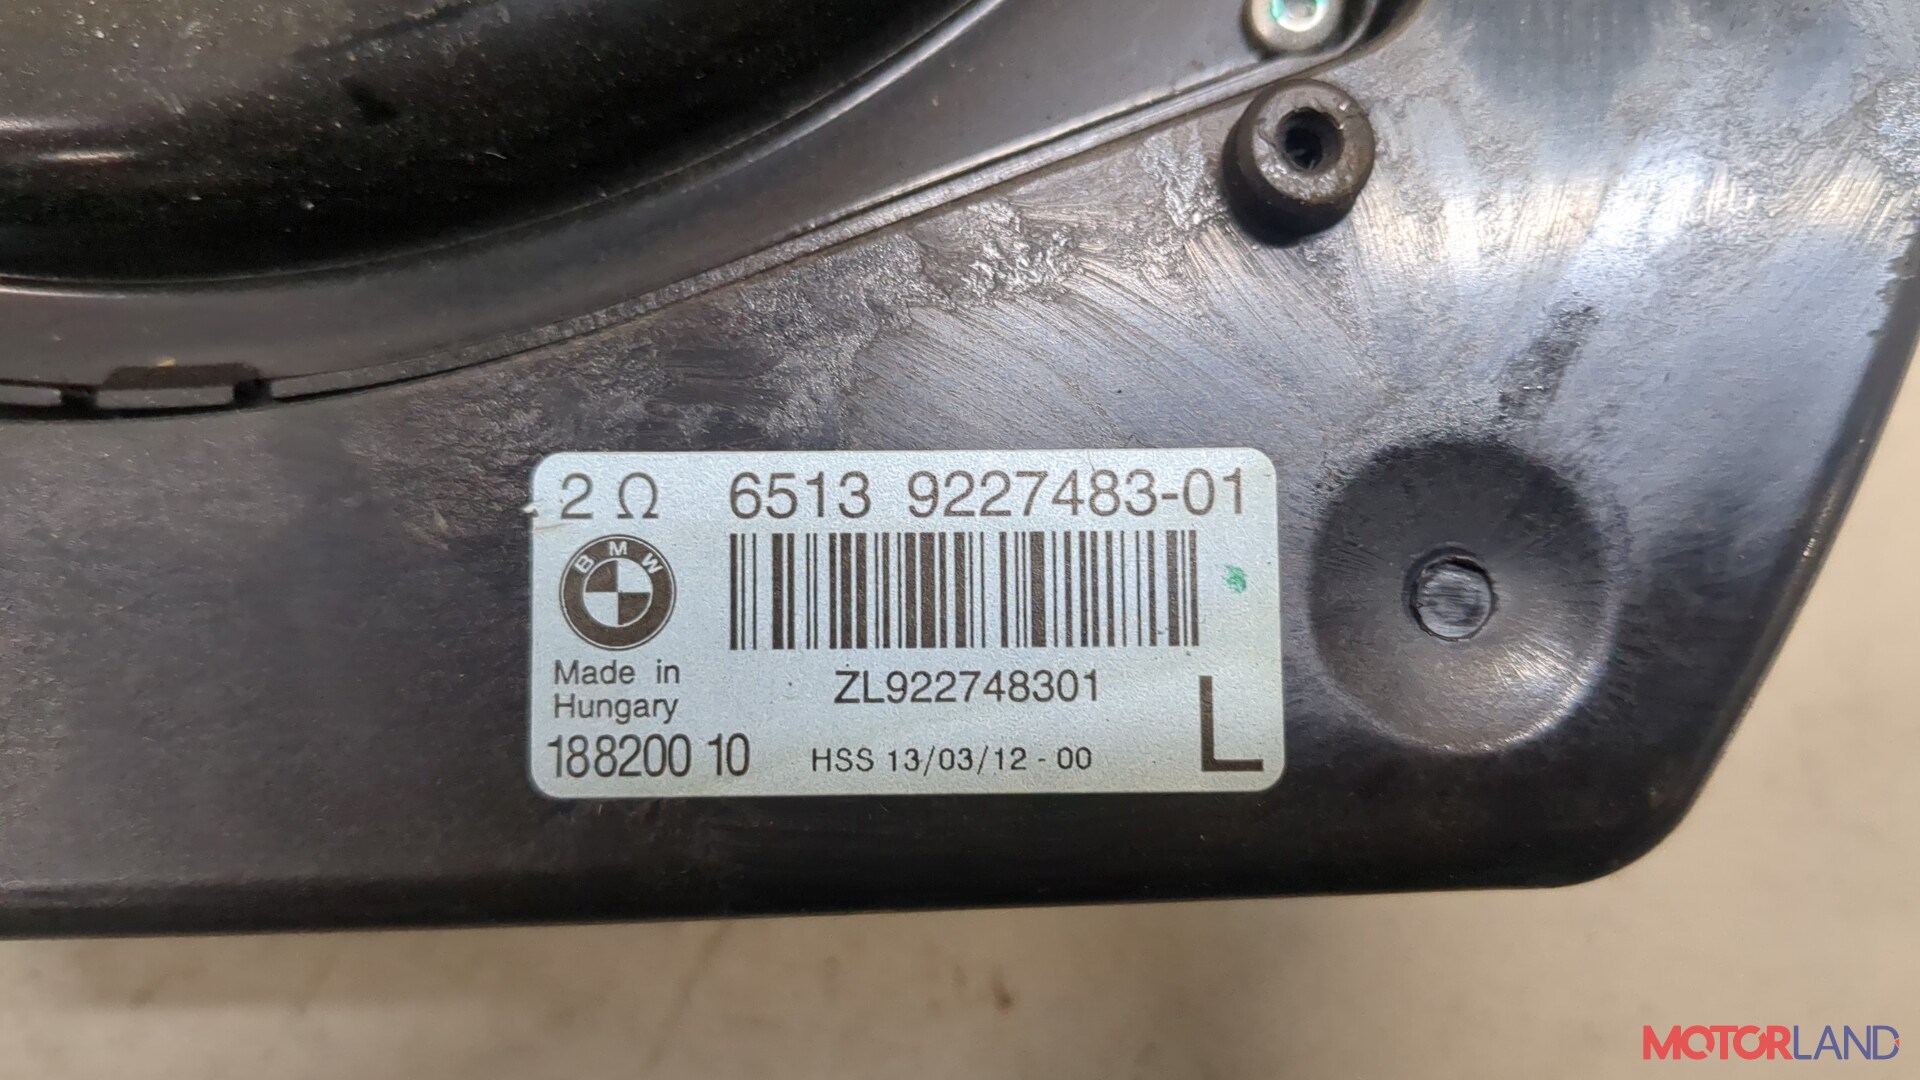 2 Ω 6513 9227483-01
BMW
ZL922748301
Made in
Hungary
188200 10
HSS 13/03/12 - 00
L
MOTORLAND